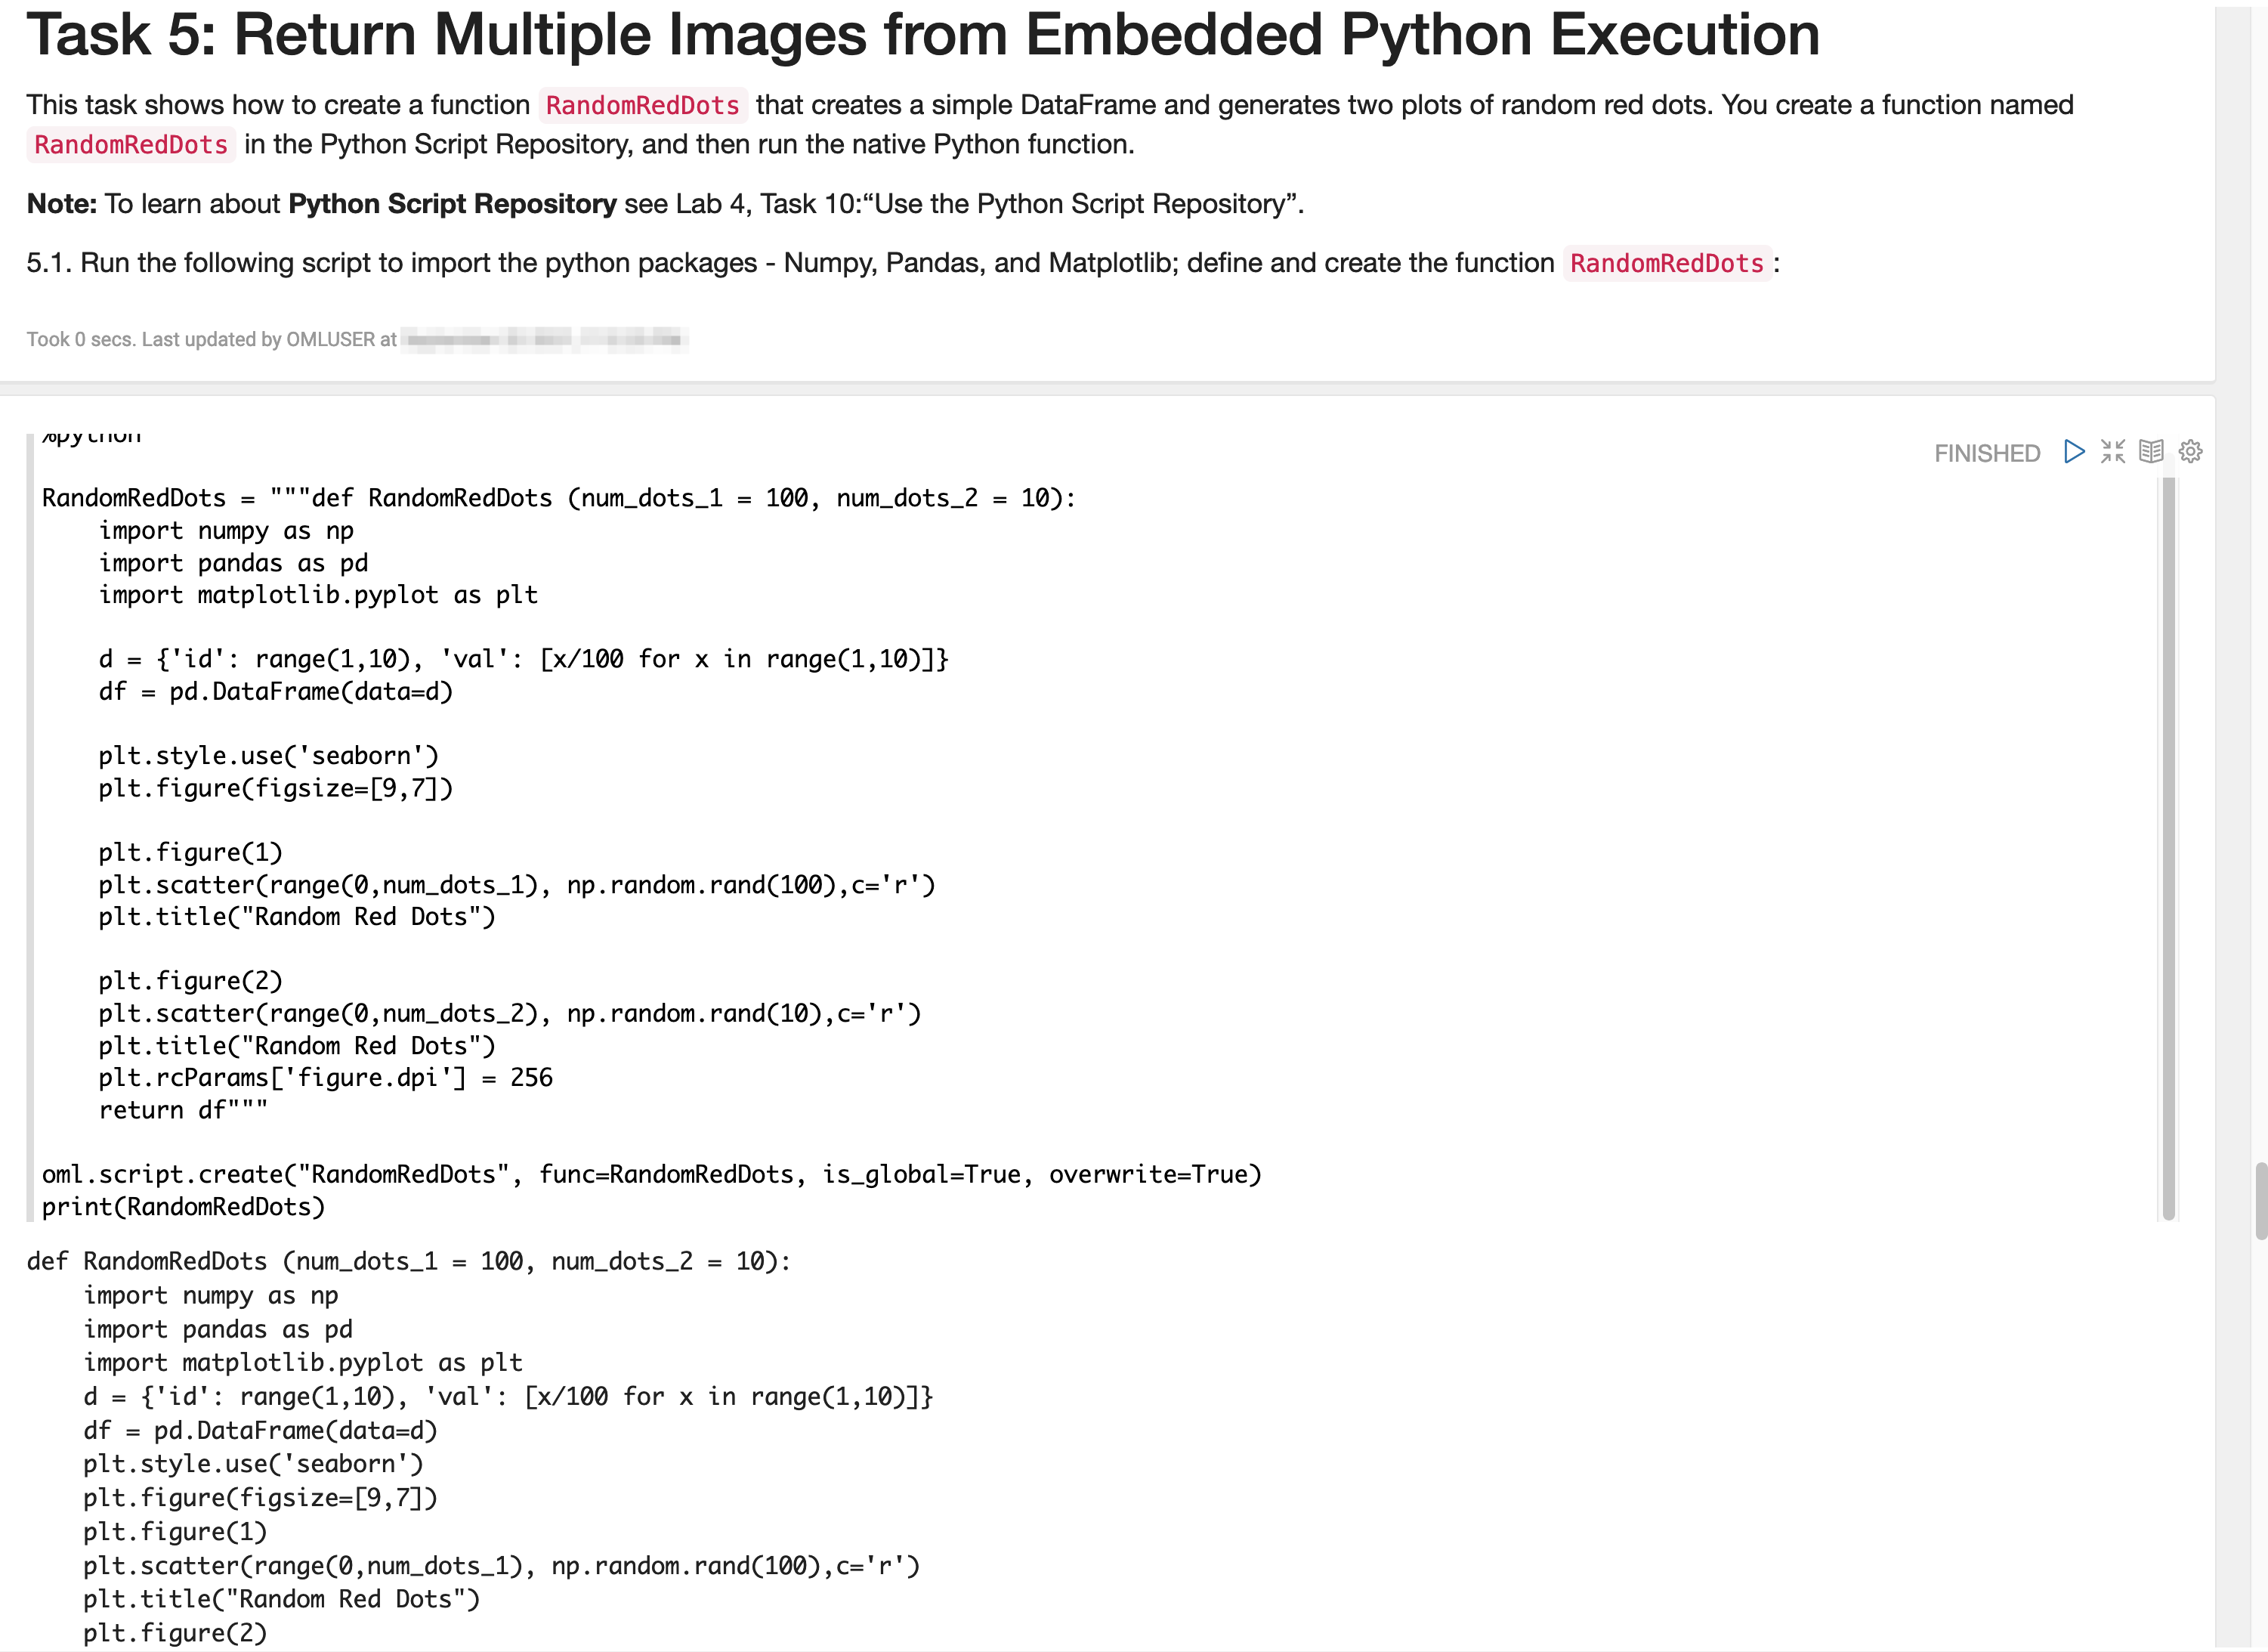 Task 5: Return Multiple Images from Embedded Python Execution
This task shows how to create a function RandomRedDots that creates a simple DataFrame and generates two plots of random red dots. You create a function named
RandomRedDots in the Python Script Repository, and then run the native Python function.
Note: To learn about Python Script Repository see Lab 4, Task 10:“Use the Python Script Repository”.
5.1. Run the following script to import the python packages - Numpy, Pandas, and Matplotlib; define and create the function RandomRedDots :
Took 0 secs. Last updated by OMLUSER at
%python
FINISHED
RandomRedDots = """def RandomRedDots (num_dots_1 = 100, num_dots_2 = 10):
    import numpy as np
    import pandas as pd
    import matplotlib.pyplot as plt
    d = {'id': range(1,10), 'val': [x/100 for x in range(1,10)]}
    df = pd.DataFrame(data=d)
    plt.style.use('seaborn')
    plt.figure(figsize=[9,7])
    plt.figure(1)
    plt.scatter(range(0,num_dots_1), np.random.rand(100),c='r')
    plt.title("Random Red Dots")
    plt.figure(2)
    plt.scatter(range(0,num_dots_2), np.random.rand(10),c='r')
    plt.title("Random Red Dots")
    plt.rcParams['figure.dpi'] = 256
    return df"""
oml.script.create("RandomRedDots", func=RandomRedDots, is_global=True, overwrite=True)
print(RandomRedDots)
def RandomRedDots (num_dots_1 = 100, num_dots_2 = 10):
    import numpy as np
    import pandas as pd
    import matplotlib.pyplot as plt
    d = {'id': range(1,10), 'val': [x/100 for x in range(1,10)]}
    df = pd.DataFrame(data=d)
    plt.style.use('seaborn')
    plt.figure(figsize=[9,7])
    plt.figure(1)
    plt.scatter(range(0,num_dots_1), np.random.rand(100),c='r')
    plt.title("Random Red Dots")
    plt.figure(2)